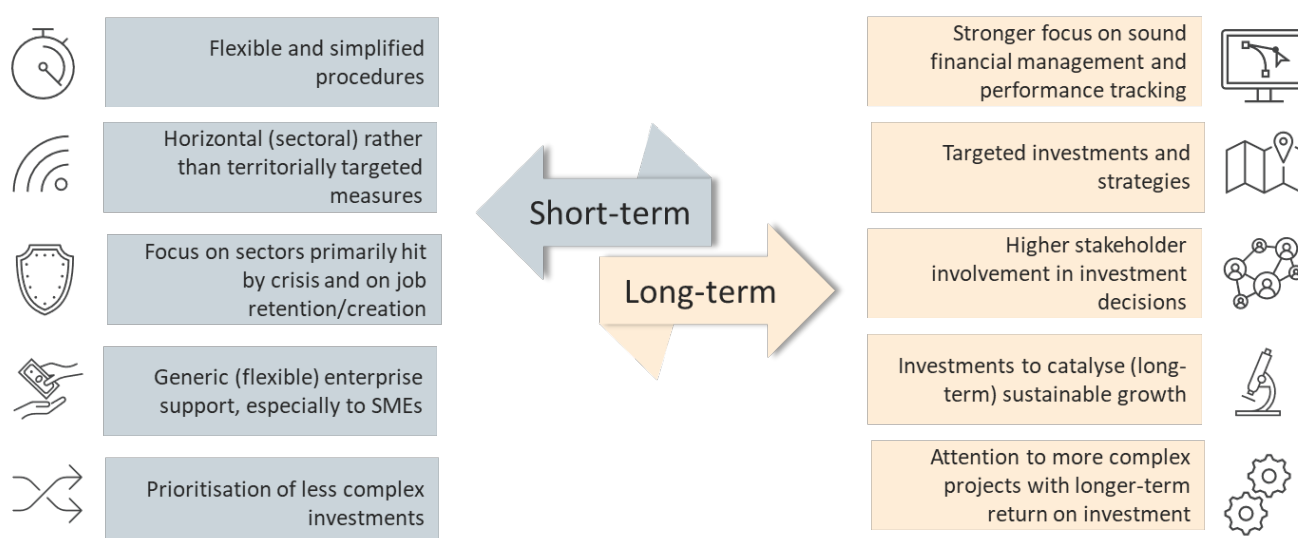 Flexible and simplified
procedures
Horizontal (sectoral) rather
than territorially targeted
measures
Focus on sectors primarily hit
by crisis and on job
retention/creation
Generic (flexible) enterprise
support, especially to SMEs
Prioritisation of less complex
investments
Short-term
Long-term
Stronger focus on sound
financial management and
performance tracking
Targeted investments and
strategies
Higher stakeholder
involvement in investment
decisions
Investments to catalyse (long-
term) sustainable growth
Attention to more complex
projects with longer-term
return on investment